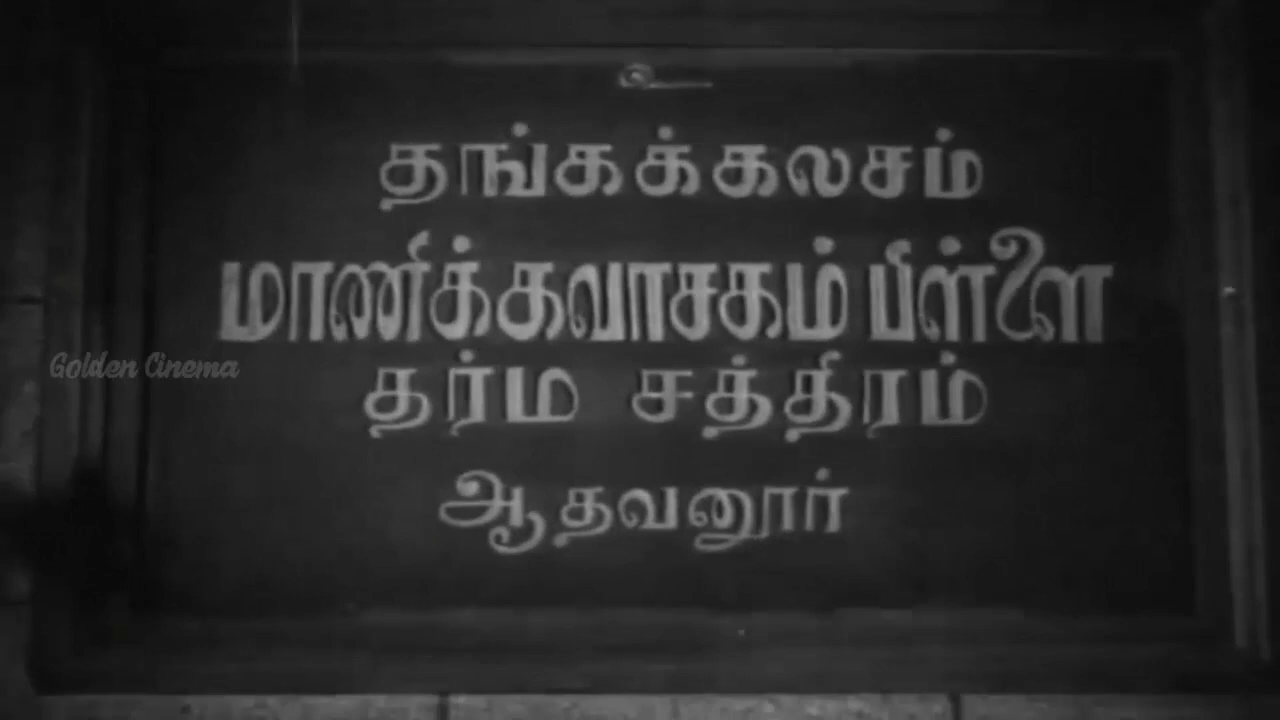 உ
தங்கக்கலசம்
மாணிக்கவாசகம் பிள்ளை
Golden Cinema
தர்ம சத்திரம்
ஆதவனூர்